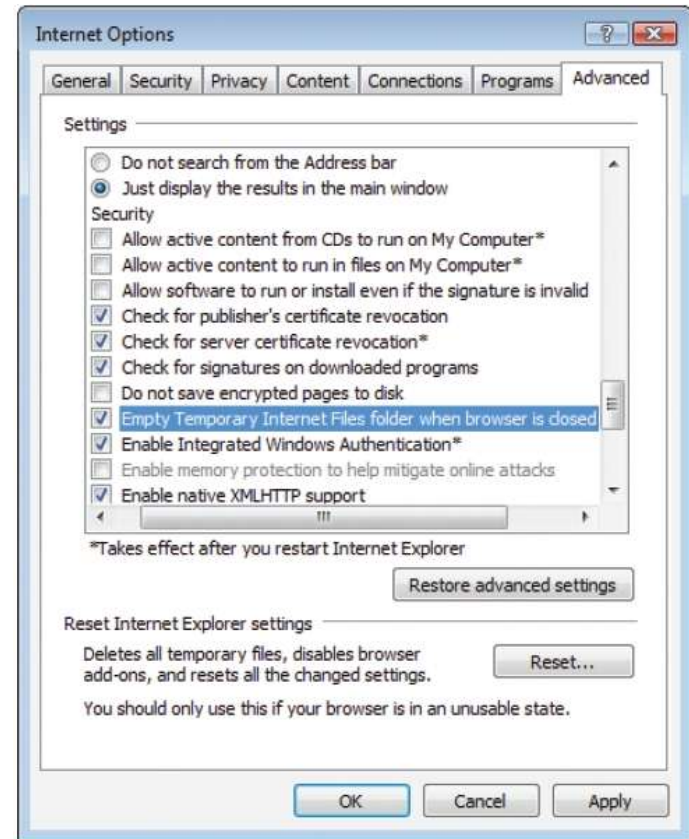 Internet Options
General Security Privacy Content Connections Programs Advanced
Settings
Do not search from the Address bar
Just display the results in the main window
Security
Allow active content from CDs to run on My Computer*
Allow active content to run in files on My Computer*
Allow software to run or install even if the signature is invalid
Check for publisher's certificate revocation
Check for server certificate revocation*
Check for signatures on downloaded programs
Do not save encrypted pages to disk
Empty Temporary Internet Files folder when browser is closed
Enable Integrated Windows Authentication*
Enable memory protection to help mitigate online attacks
Enable native XMLHTTP support
*Takes effect after you restart Internet Explorer
Restore advanced settings
Reset Internet Explorer settings
Deletes all temporary files, disables browser
add-ons, and resets all the changed settings.
Reset...
You should only use this if your browser is in an unusable state.
OK Cancel Apply